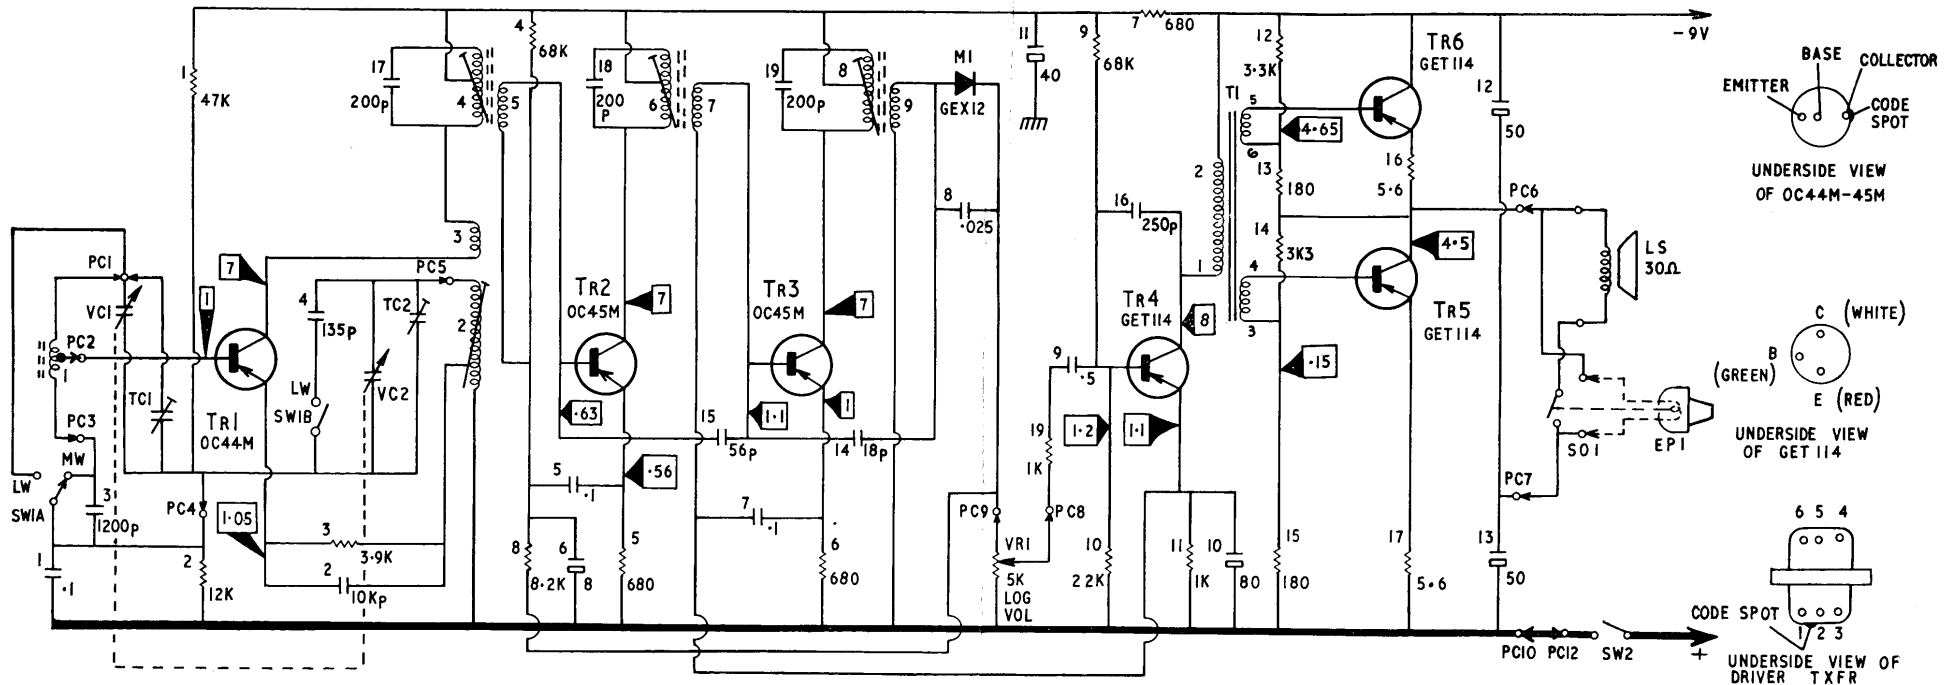 1
47K
17
200p
4
3
4
68K
5
18
200
P
6
7
19
200p
8
9
M1
GEX12
11
40
9
68K
7
680
12
3.3K
T1
5
6
4.65
TR6
GET114
12
50
-9V
13
180
16
5.6
14
3K3
2
1
4
3
PC6
4.5
TR5
GET114
LS
30Ω
8
.025
16
250p
PC1
VC1
7
1
4
135p
TC2
PC5
2
TR2
OC45M
7
TR3
OC45M
7
TR4
GET114
8
PC2
1
TC1
PC3
MW
TR1
OC44M
LW
SW1B
VC2
.63
15
56p
1.1
14
18p
1
9
.5
1.2
1.1
.15
19
1K
LW
SW1A
3
1200p
PC4
1.05
5
.1
.56
7
.1
PC9
PC8
PC7
SO1
EP1
1
.1
2
12K
3
3.9K
2
10Kp
8
8.2K
6
8
5
680
6
680
VR1
5K
LOG
VOL
10
22K
11
1K
10
80
15
180
17
5.6
13
50
PC10
PC12
SW2
+
BASE
COLLECTOR
EMITTER
CODE
SPOT
UNDERSIDE VIEW
OF OC44M-45M
C (WHITE)
B
(GREEN)
E (RED)
UNDERSIDE VIEW
OF GET 114
6 5 4
CODE SPOT
1 2 3
UNDERSIDE VIEW OF
DRIVER TXFR